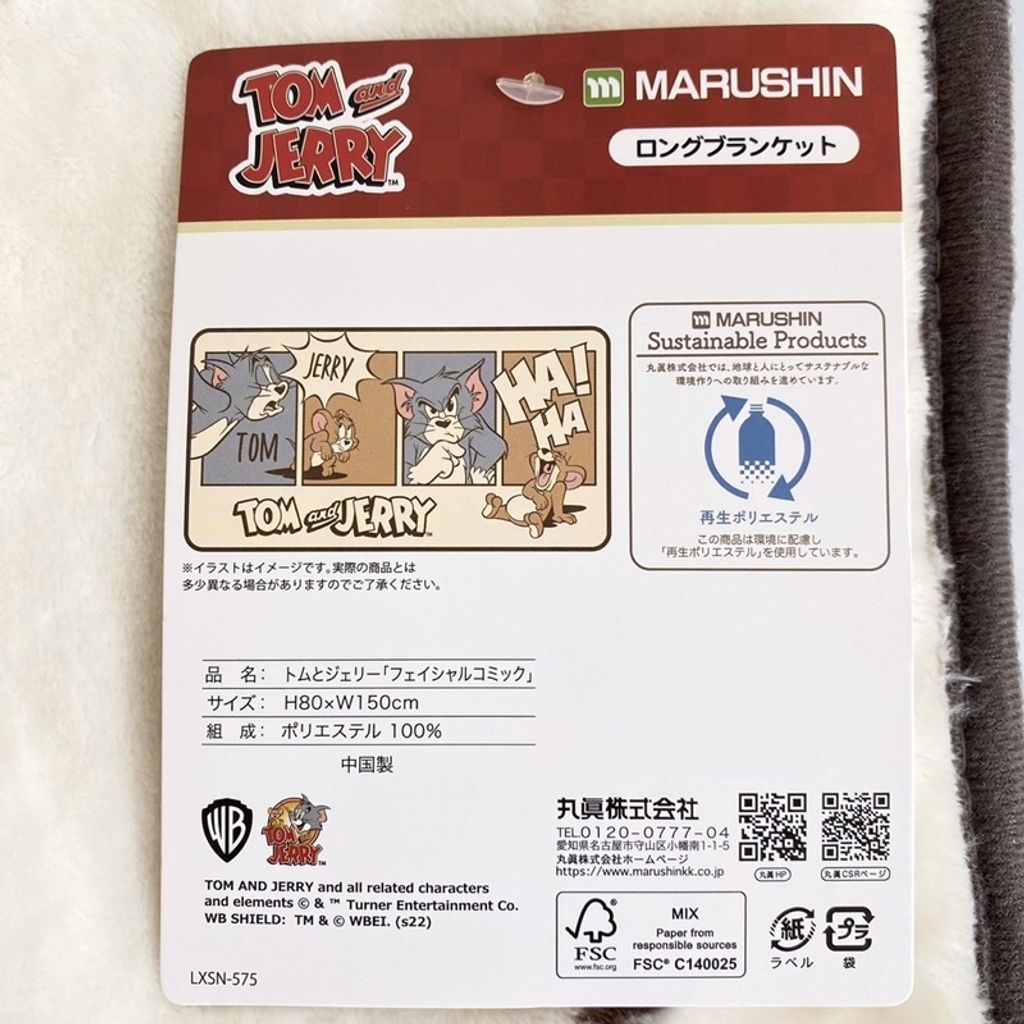 TOM and
JERRY™
MARUSHIN
ロングブランケット
TOM
JERRY
HA!
HA
TOM and JERRY™
※イラストはイメージです。実際の商品とは
多少異なる場合がありますのでご了承ください。
MARUSHIN
Sustainable Products
丸眞株式会社では、地球と人にとってサステナブルな
環境作りへの取り組みを進めています。
再生ポリエステル
この商品は環境に配慮し
「再生ポリエステル」を使用しています。
品 名: トムとジェリー「フェイシャルコミック」
サイズ: H80×W150cm
組 成: ポリエステル 100%
中国製
WB
TOM and
JERRY™
TOM AND JERRY and all related characters
and elements © & ™ Turner Entertainment Co.
WB SHIELD: TM & © WBEI. (s22)
LXSN-575
丸眞株式会社
TEL.0120-0777-04
愛知県名古屋市守山区小幡南1-1-5
丸眞株式会社ホームページ
https://www.marushinkk.co.jp
丸眞HP
丸眞CSRページ
FSC
www.fsc.org
MIX
Paper from
responsible sources
FSC® C140025
紙
ラベル
プラ
袋